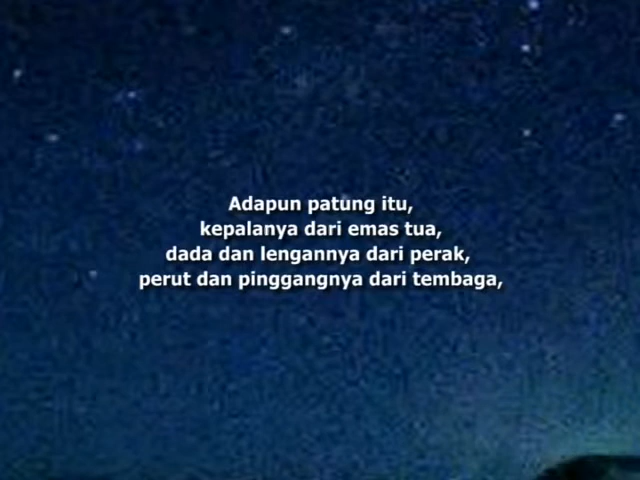 Adapun patung itu,
kepalanya dari emas tua,
dada dan lengannya dari perak,
perut dan pinggangnya dari tembaga,